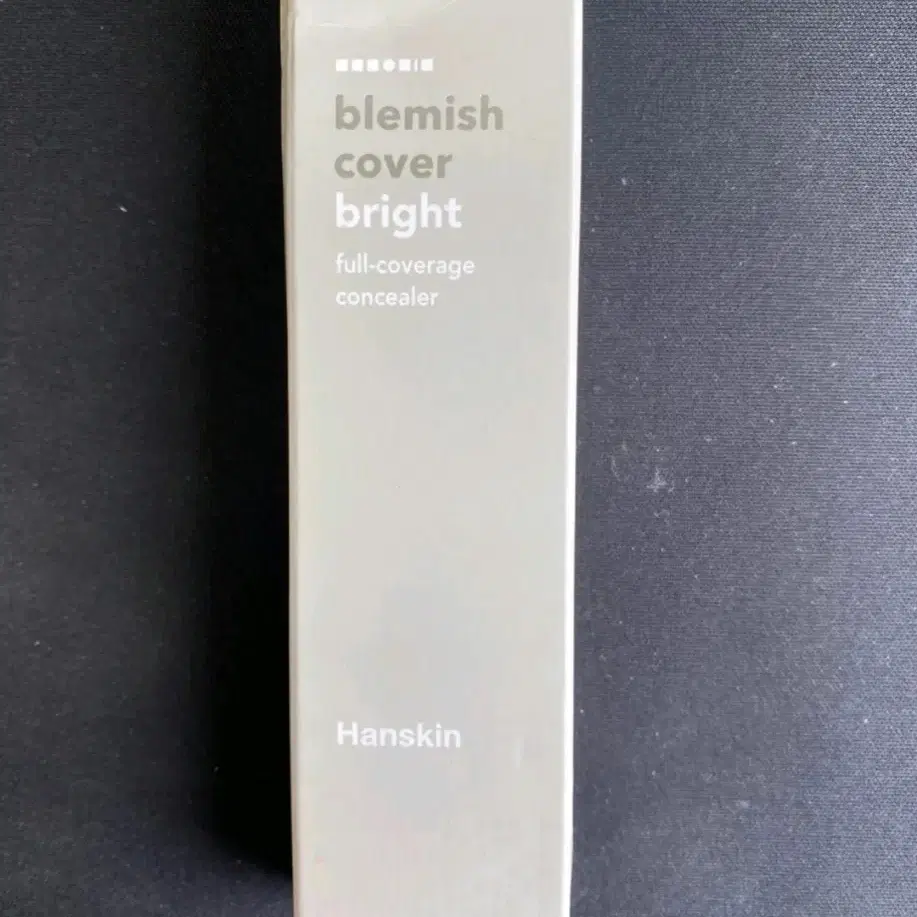 blemish
cover
bright
full-coverage
concealer
Hanskin